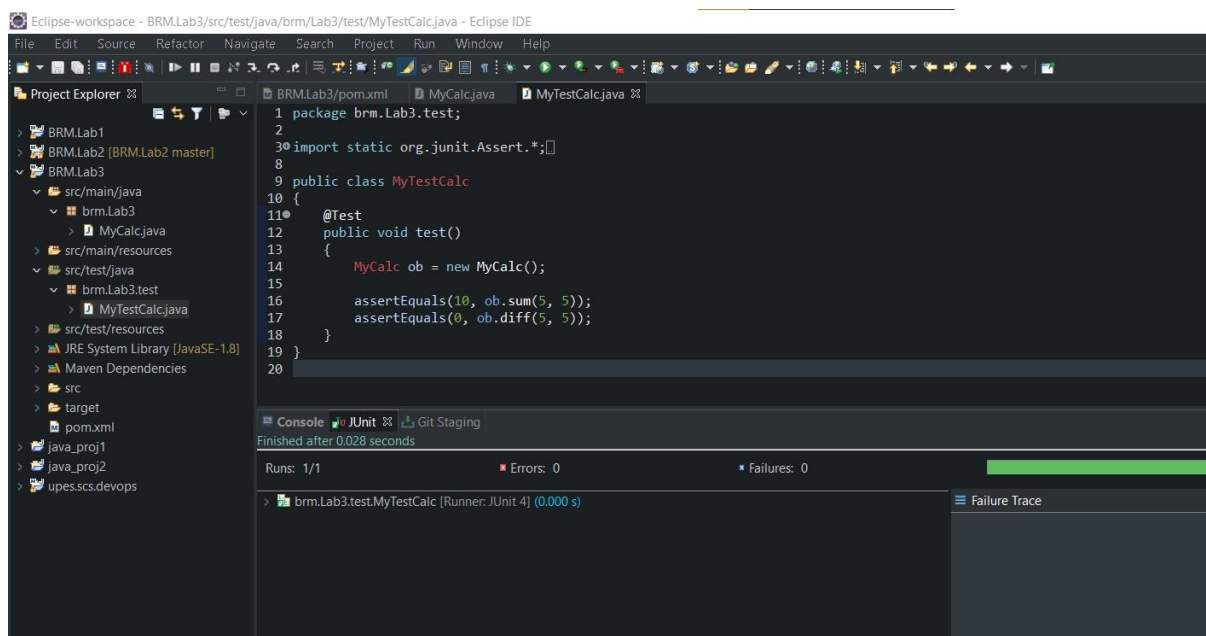 Eclipse-workspace - BRM.Lab3/src/test/java/brm/Lab3/test/MyTestCalc.java - Eclipse IDE
File Edit Source Refactor Navigate Search Project Run Window Help
Project Explorer
BRM.Lab1
BRM.Lab2 [BRM.Lab2 master]
BRM.Lab3
src/main/java
brm.Lab3
MyCalc.java
src/main/resources
src/test/java
brm.Lab3.test
MyTestCalc.java
src/test/resources
JRE System Library [JavaSE-1.8]
Maven Dependencies
src
target
pom.xml
java_proj1
java_proj2
upes.scs.devops
BRM.Lab3/pom.xml MyCalc.java MyTestCalc.java
1 package brm.Lab3.test;
2
3 import static org.junit.Assert.*;
8
9 public class MyTestCalc
10 {
11 @Test
12 public void test()
13 {
14 MyCalc ob = new MyCalc();
15
16 assertEquals(10, ob.sum(5, 5));
17 assertEquals(0, ob.diff(5, 5));
18 }
19 }
20
Console JUnit Git Staging
Finished after 0.028 seconds
Runs: 1/1 Errors: 0 Failures: 0
brm.Lab3.test.MyTestCalc [Runner: JUnit 4] (0.000 s)
Failure Trace